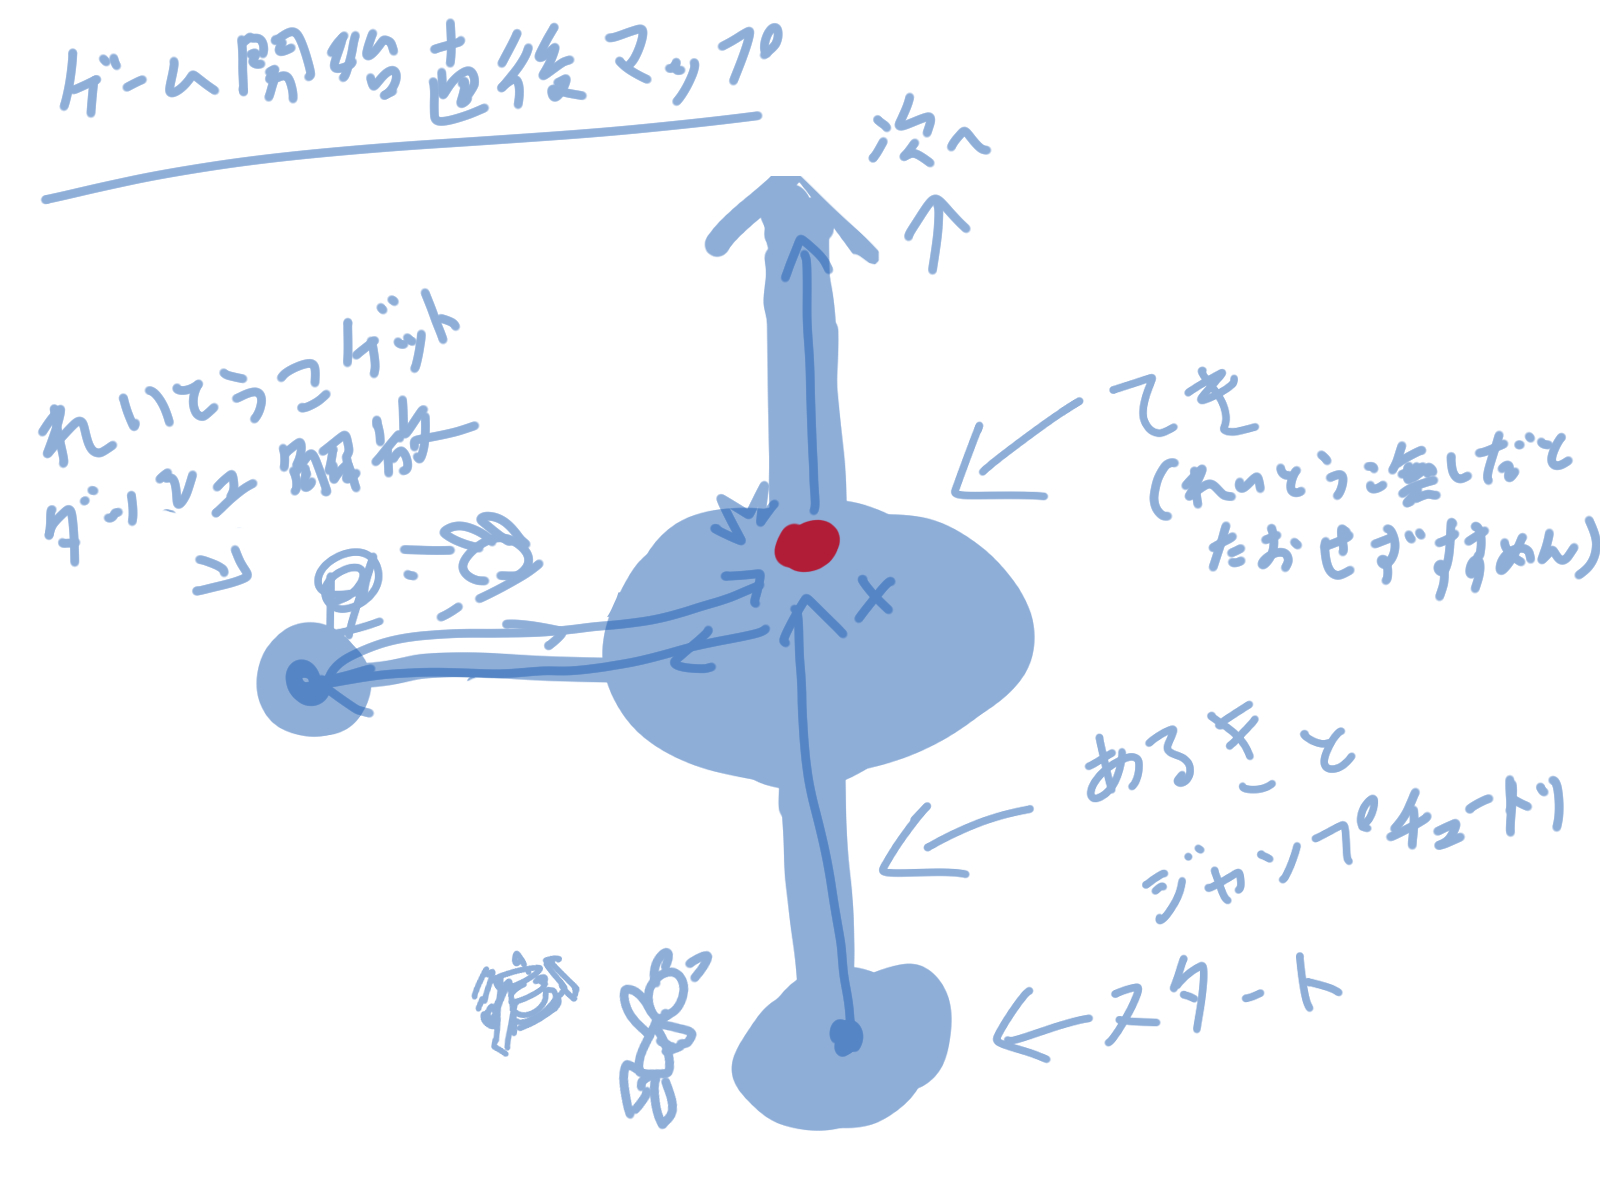 ゲーム開始直後マップ
次へ
れいとうこゲット
ダッシュ解放
てき
(れいとう無しだと
たおせずすすめん)
あるきと
ジャンプチュートリ
スタート